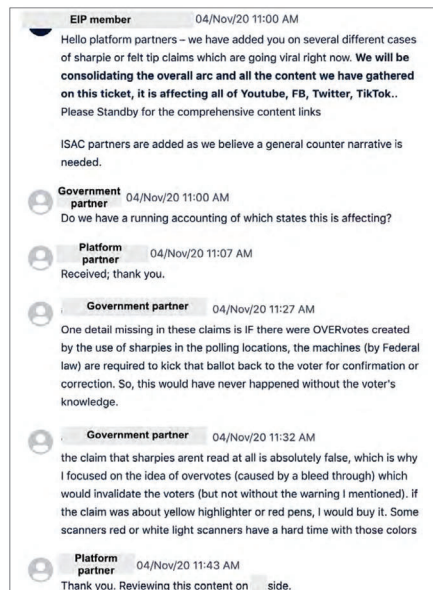 EIP member 04/Nov/20 11:00 AM
Hello platform partners – we have added you on several different cases
of sharpie or felt tip claims which are going viral right now. We will be
consolidating the overall arc and all the content we have gathered
on this ticket, it is affecting all of Youtube, FB, Twitter, TikTok..
Please Standby for the comprehensive content links
ISAC partners are added as we believe a general counter narrative is
needed.
Government
partner 04/Nov/20 11:00 AM
Do we have a running accounting of which states this is affecting?
Platform
partner 04/Nov/20 11:07 AM
Received; thank you.
Government partner 04/Nov/20 11:27 AM
One detail missing in these claims is IF there were OVERvotes created
by the use of sharpies in the polling locations, the machines (by Federal
law) are required to kick that ballot back to the voter for confirmation or
correction. So, this would have never happened without the voter's
knowledge.
Government partner 04/Nov/20 11:32 AM
the claim that sharpies arent read at all is absolutely false, which is why
I focused on the idea of overvotes (caused by a bleed through) which
would invalidate the voters (but not without the warning I mentioned). if
the claim was about yellow highlighter or red pens, I would buy it. Some
scanners red or white light scanners have a hard time with those colors
Platform
partner 04/Nov/20 11:43 AM
Thank you. Reviewing this content on side.